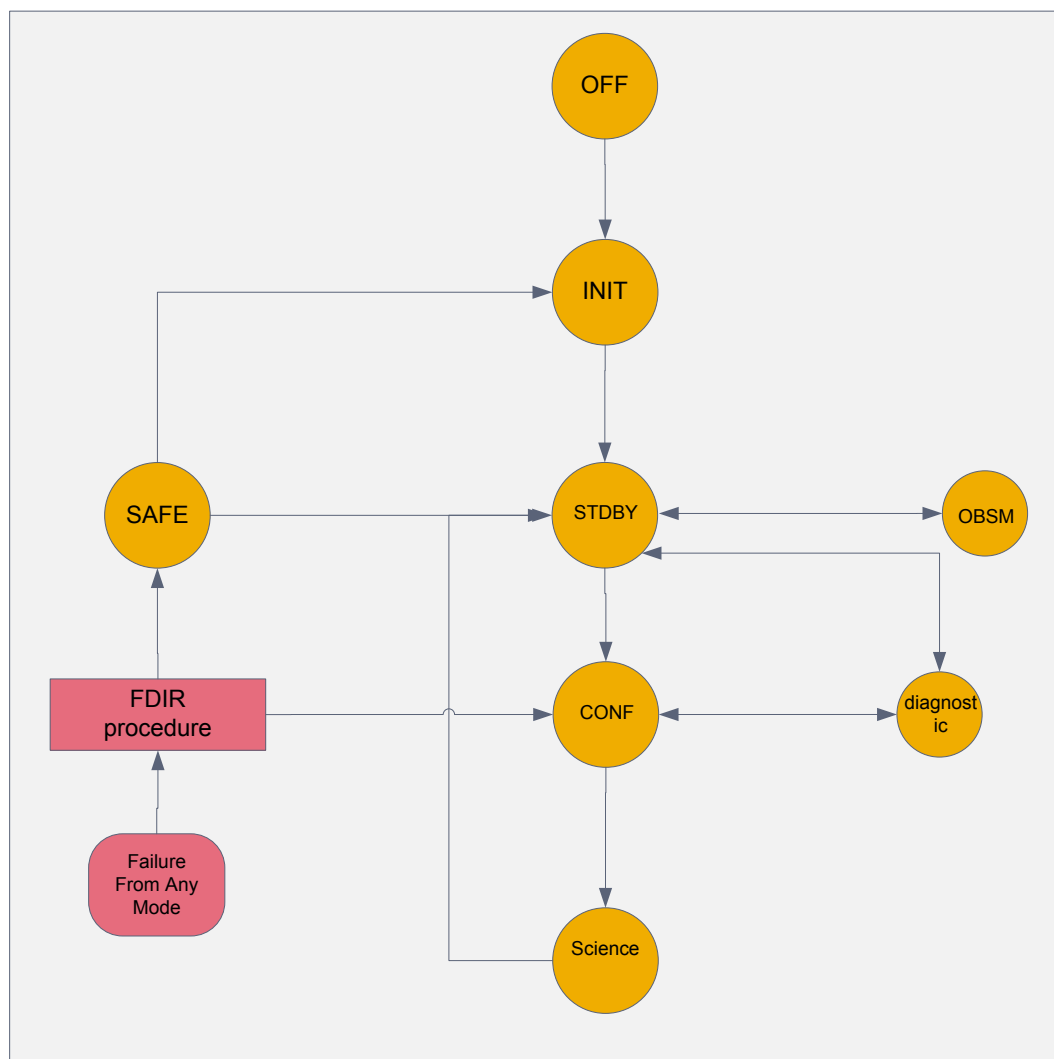 OFF
INIT
SAFE
STDBY
OBSM
FDIR
procedure
CONF
diagnost
ic
Failure
From Any
Mode
Science